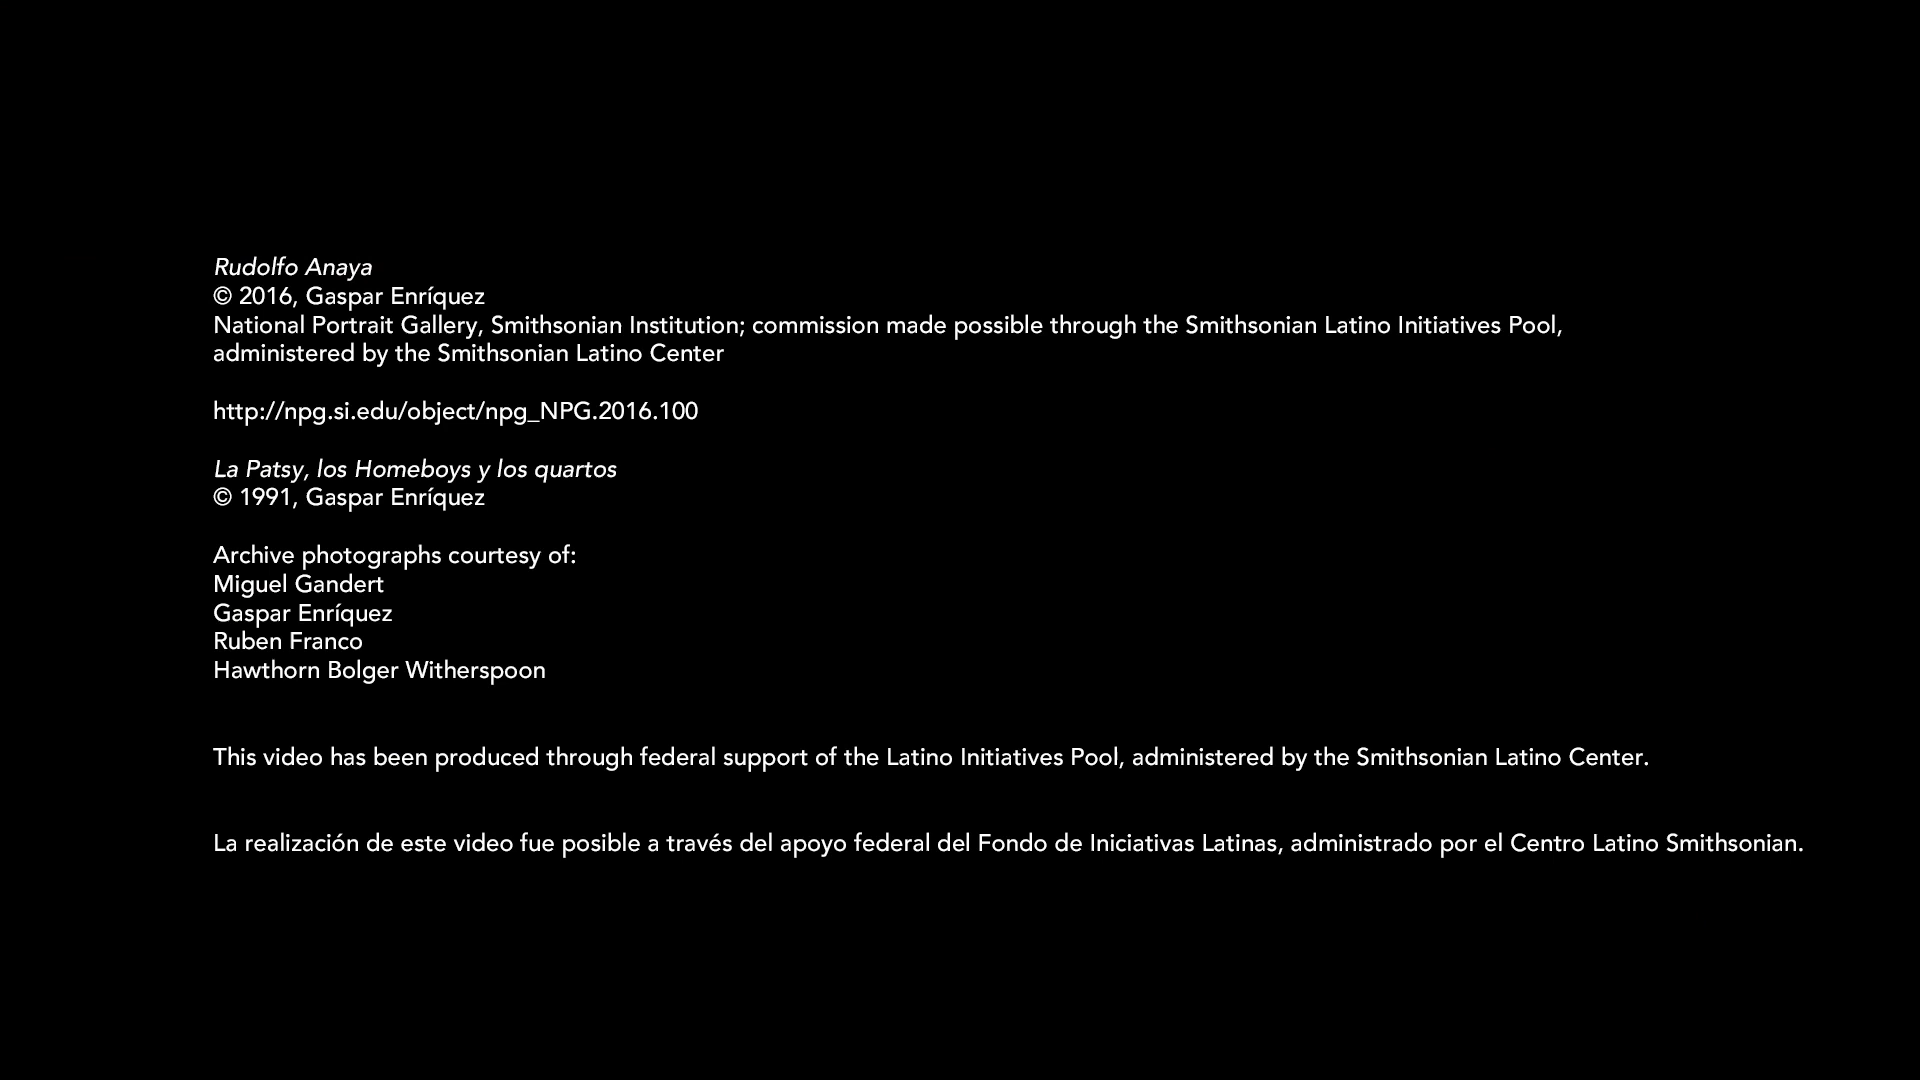 Rudolfo Anaya
© 2016, Gaspar Enríquez
National Portrait Gallery, Smithsonian Institution; commission made possible through the Smithsonian Latino Initiatives Pool,
administered by the Smithsonian Latino Center
http://npg.si.edu/object/npg_NPG.2016.100
La Patsy, los Homeboys y los quartos
© 1991, Gaspar Enríquez
Archive photographs courtesy of:
Miguel Gandert
Gaspar Enríquez
Ruben Franco
Hawthorn Bolger Witherspoon
This video has been produced through federal support of the Latino Initiatives Pool, administered by the Smithsonian Latino Center.
La realización de este video fue posible a través del apoyo federal del Fondo de Iniciativas Latinas, administrado por el Centro Latino Smithsonian.